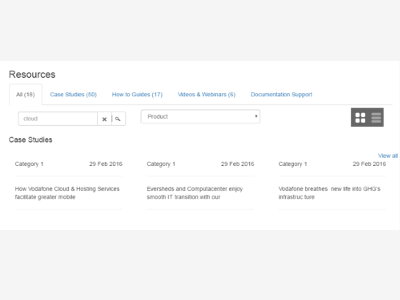 Resources
All (16) Case Studies (50) How to Guides (17) Videos & Webinars (6) Documentation Support
cloud Product
Case Studies
View all
Category 1 29 Feb 2016 Category 1 29 Feb 2016 Category 1 29 Feb 2016
How Vodafone Cloud & Hosting Services Eversheds and Computacenter enjoy Vodafone breathes new life into GHG's
facilitate greater mobile smooth IT transition with our infrastruc ture